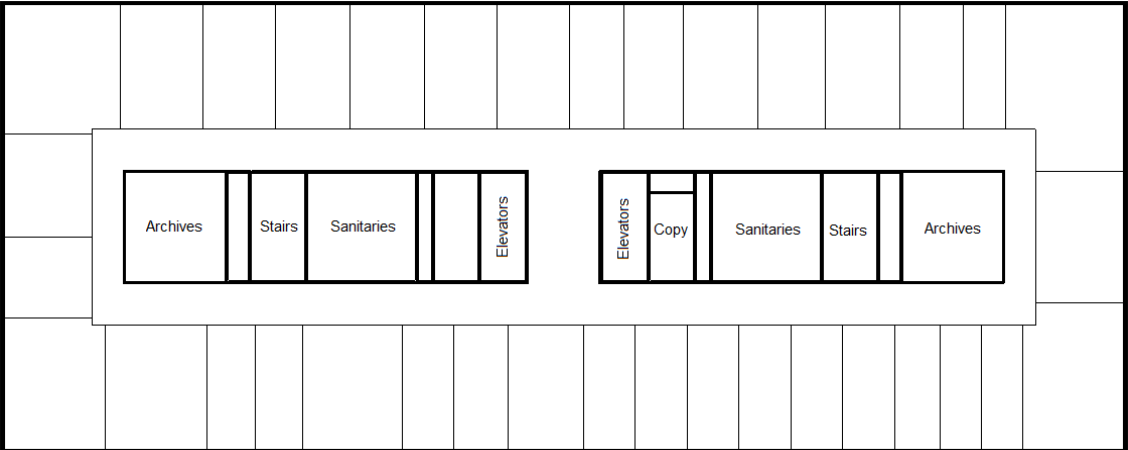 Archives
Stairs
Sanitaries
Elevators
Elevators
Copy
Sanitaries
Stairs
Archives